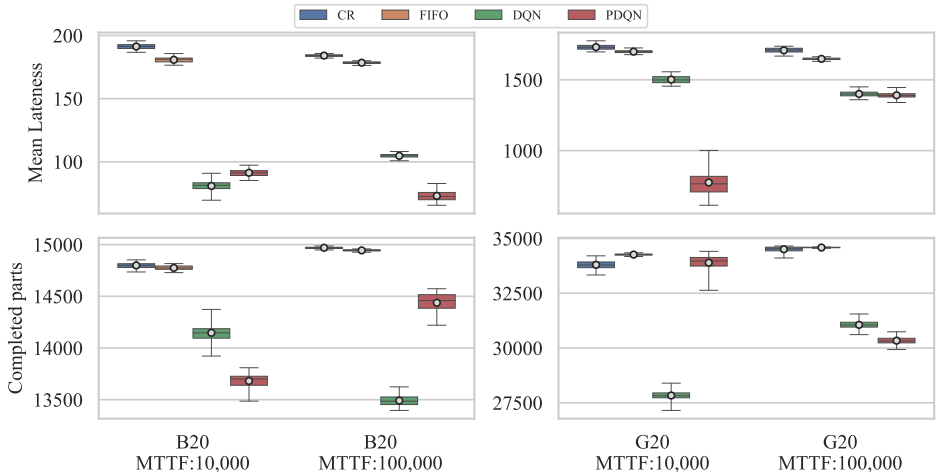 CR FIFO DQN PDQN
Mean Lateness
200
150
100
1500
1000
Completed parts
15000
14500
14000
13500
35000
32500
30000
27500
B20
MTTF:10,000
B20
MTTF:100,000
G20
MTTF:10,000
G20
MTTF:100,000